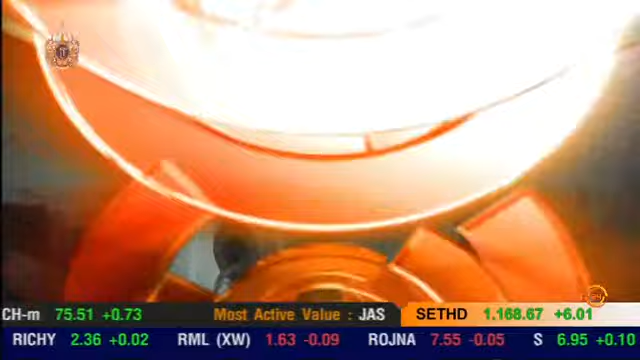 CH-m 75.51 +0.73 Most Active Value : JAS SETHD 1,168.67 +6.01
RICHY 2.36 +0.02 RML (XW) 1.63 -0.09 ROJNA 7.55 -0.05 S 6.95 +0.10